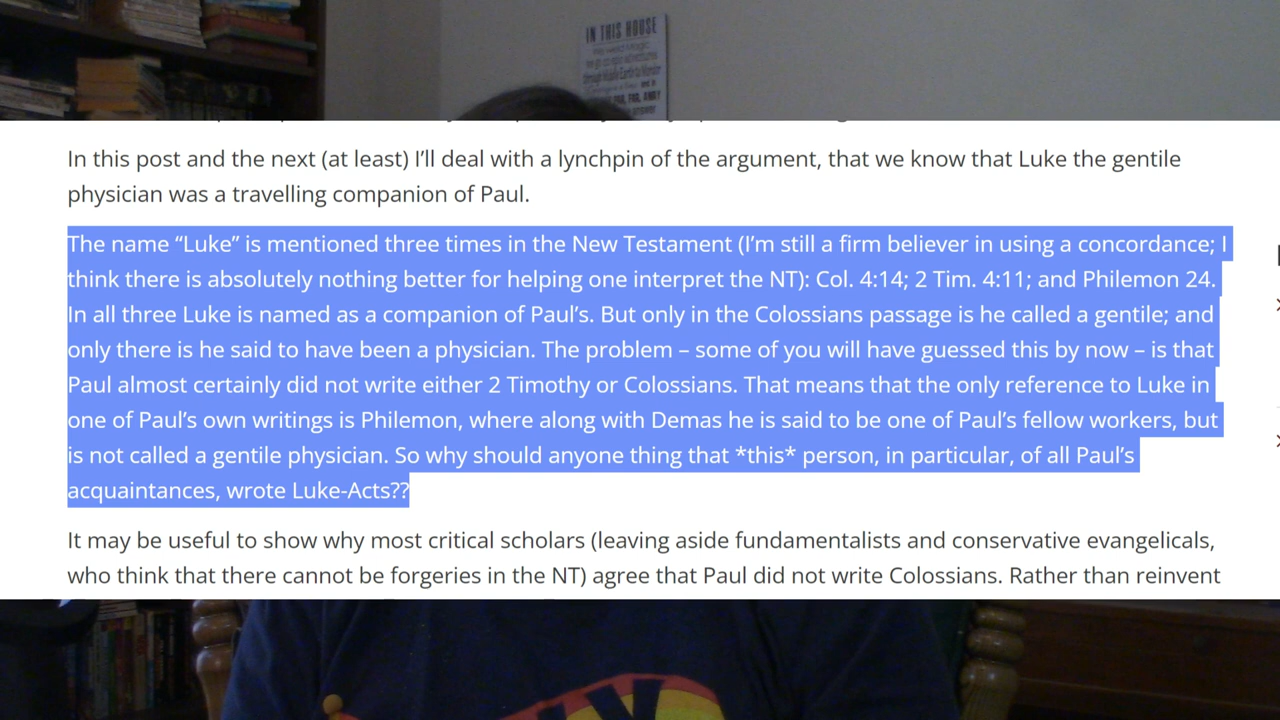 IN THIS HOUSE
In this post and the next (at least) I'll deal with a lynchpin of the argument, that we know that Luke the gentile
physician was a travelling companion of Paul.
The name “Luke” is mentioned three times in the New Testament (I'm still a firm believer in using a concordance; I
think there is absolutely nothing better for helping one interpret the NT): Col. 4:14; 2 Tim. 4:11; and Philemon 24.
In all three Luke is named as a companion of Paul's. But only in the Colossians passage is he called a gentile; and
only there is he said to have been a physician. The problem – some of you will have guessed this by now – is that
Paul almost certainly did not write either 2 Timothy or Colossians. That means that the only reference to Luke in
one of Paul's own writings is Philemon, where along with Demas he is said to be one of Paul's fellow workers, but
is not called a gentile physician. So why should anyone thing that *this* person, in particular, of all Paul's
acquaintances, wrote Luke-Acts??
It may be useful to show why most critical scholars (leaving aside fundamentalists and conservative evangelicals,
who think that there cannot be forgeries in the NT) agree that Paul did not write Colossians. Rather than reinvent